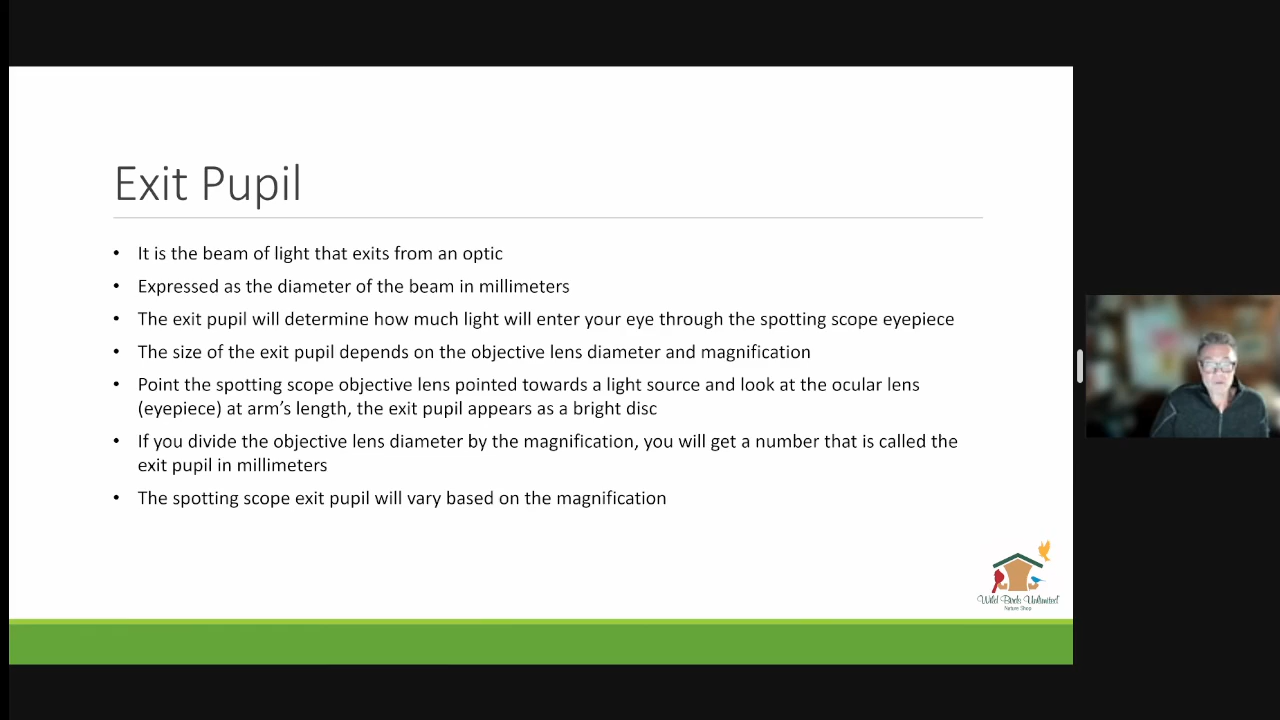 Exit Pupil
• It is the beam of light that exits from an optic
• Expressed as the diameter of the beam in millimeters
• The exit pupil will determine how much light will enter your eye through the spotting scope eyepiece
• The size of the exit pupil depends on the objective lens diameter and magnification
• Point the spotting scope objective lens pointed towards a light source and look at the ocular lens
(eyepiece) at arm’s length, the exit pupil appears as a bright disc
• If you divide the objective lens diameter by the magnification, you will get a number that is called the
exit pupil in millimeters
• The spotting scope exit pupil will vary based on the magnification
Wild Birds Unlimited
Nature Shop